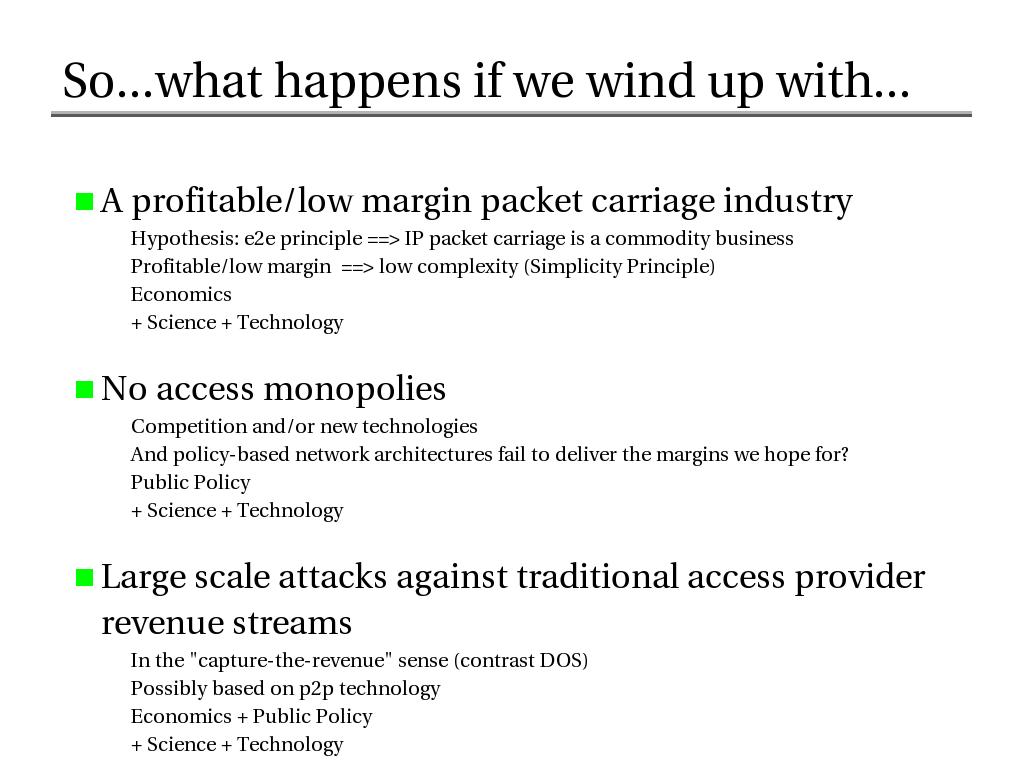 So...what happens if we wind up with...
A profitable/low margin packet carriage industry
Hypothesis: e2e principle ==> IP packet carriage is a commodity business
Profitable/low margin  ==> low complexity (Simplicity Principle)
Economics
+ Science + Technology
No access monopolies
Competition and/or new technologies
And policy-based network architectures fail to deliver the margins we hope for?
Public Policy
+ Science + Technology
Large scale attacks against traditional access provider
revenue streams
In the "capture-the-revenue" sense (contrast DOS)
Possibly based on p2p technology
Economics + Public Policy
+ Science + Technology